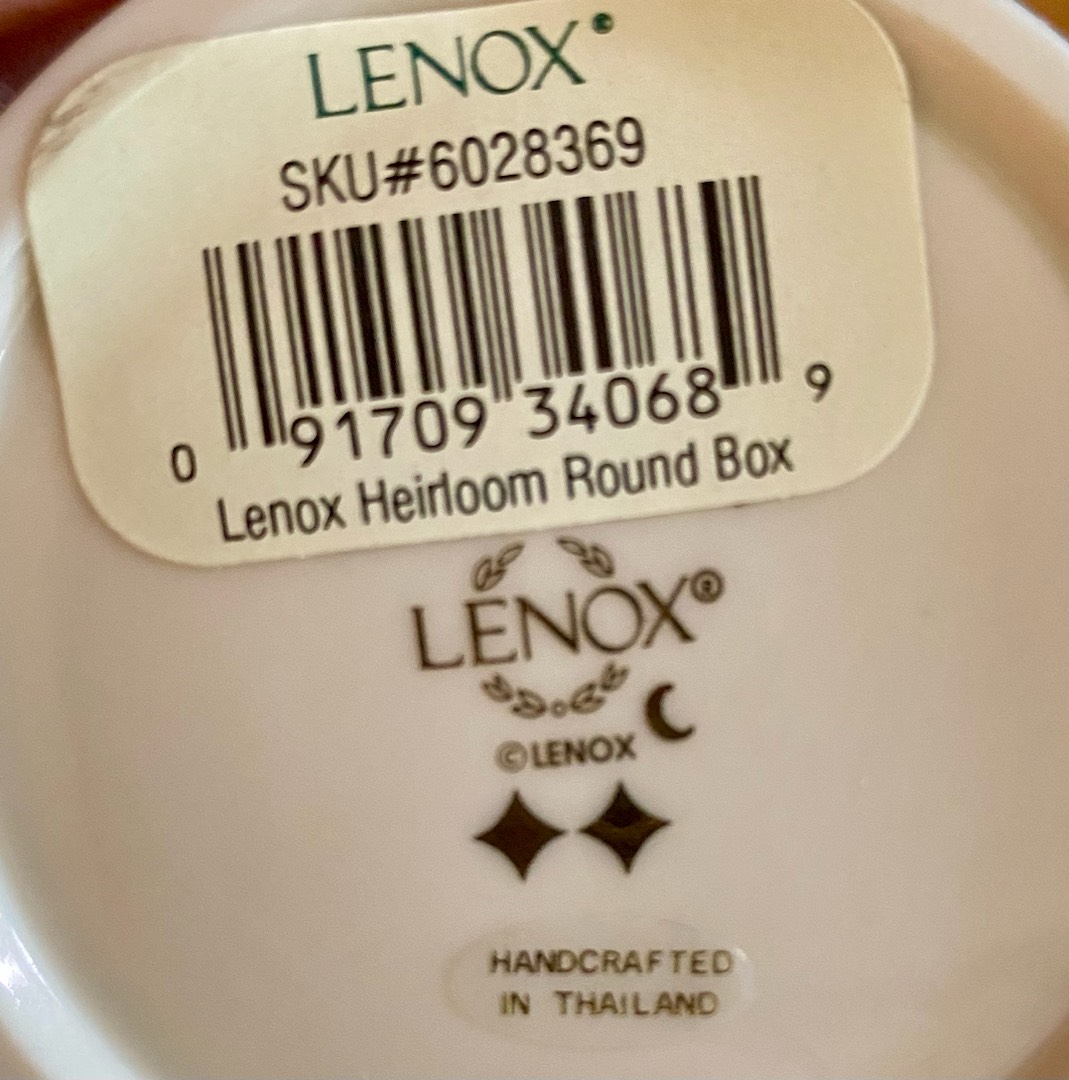 LENOX®
SKU#6028369
0 91709 34068 9
Lenox Heirloom Round Box
LENOX®
©LENOX
HANDCRAFTED
IN THAILAND